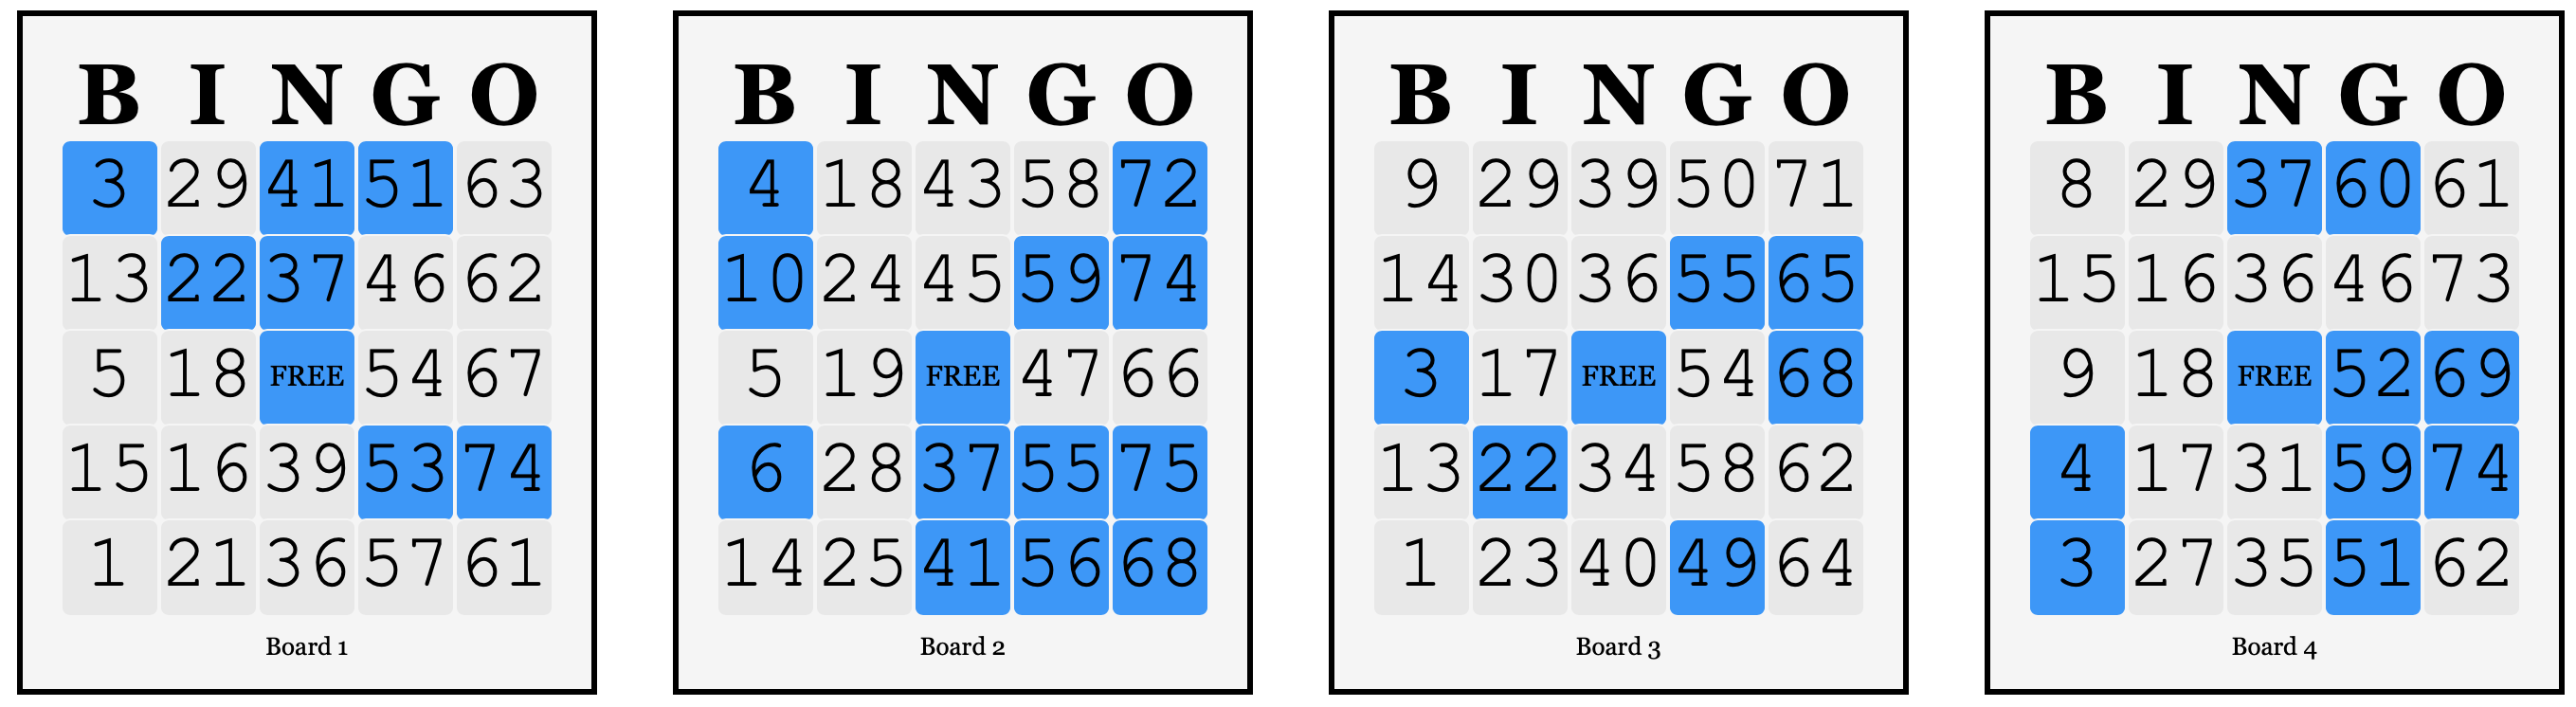 B I N G O
3 29 41 51 63
13 22 37 46 62
5 18 FREE 54 67
15 16 39 53 74
1 21 36 57 61
Board 1
B I N G O
4 18 43 58 72
10 24 45 59 74
5 19 FREE 47 66
6 28 37 55 75
14 25 41 56 68
Board 2
B I N G O
9 29 39 50 71
14 30 36 55 65
3 17 FREE 54 68
13 22 34 58 62
1 23 40 49 64
Board 3
B I N G O
8 29 37 60 61
15 16 36 46 73
9 18 FREE 52 69
4 17 31 59 74
3 27 35 51 62
Board 4